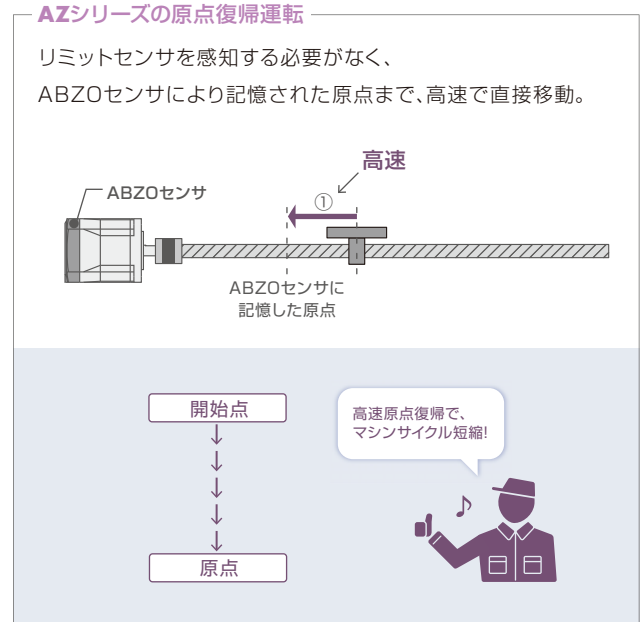 AZシリーズの原点復帰運転
リミットセンサを感知する必要がなく、
ABZOセンサにより記憶された原点まで、高速で直接移動。
高速
①
ABZOセンサ
ABZOセンサに
記憶した原点
開始点
↓
↓
↓
↓
↓
原点
高速原点復帰で、
マシンサイクル短縮!
♪